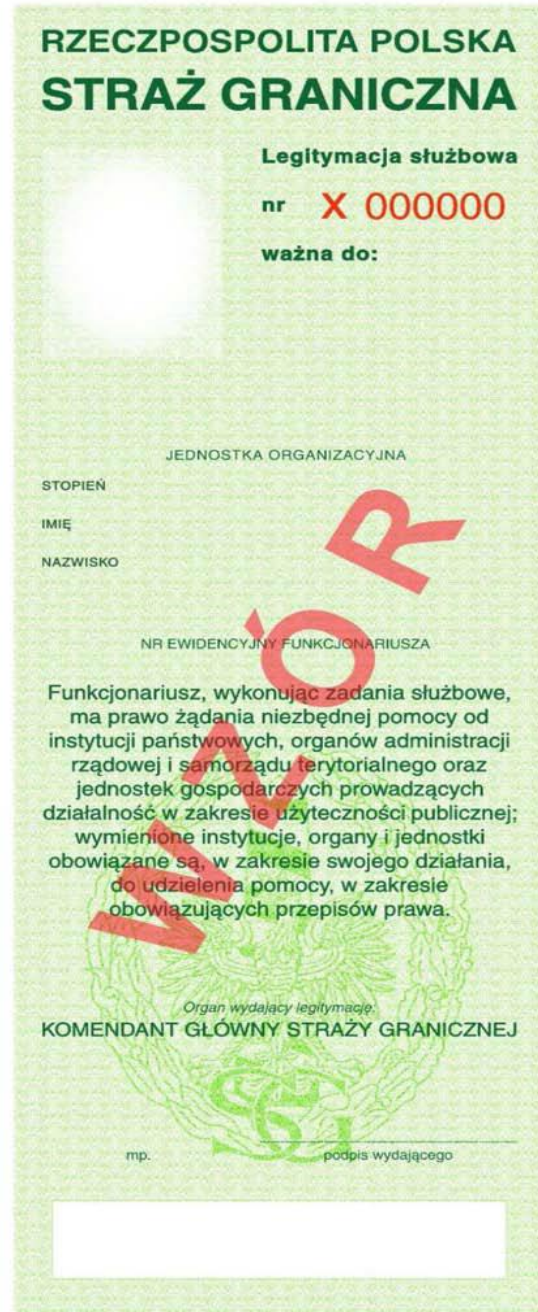 RZECZPOSPOLITA POLSKA
STRAŻ GRANICZNA
Legitymacja służbowa
nr X 000000
ważna do:
JEDNOSTKA ORGANIZACYJNA
STOPIEŃ
IMIĘ
NAZWISKO
NR EWIDENCYJNY FUNKCJONARIUSZA
Funkcjonariusz, wykonując zadania służbowe,
ma prawo żądania niezbędnej pomocy od
instytucji państwowych, organów administracji
rządowej i samorządu terytorialnego oraz
jednostek gospodarczych prowadzących
działalność w zakresie użyteczności publicznej;
wymienione instytucje, organy i jednostki
obowiązane są, w zakresie swojego działania,
do udzielenia pomocy, w zakresie
obowiązujących przepisów prawa.
WZÓR
Organ wydający legitymację:
KOMENDANT GŁÓWNY STRAŻY GRANICZNEJ
SG
mp. podpis wydającego